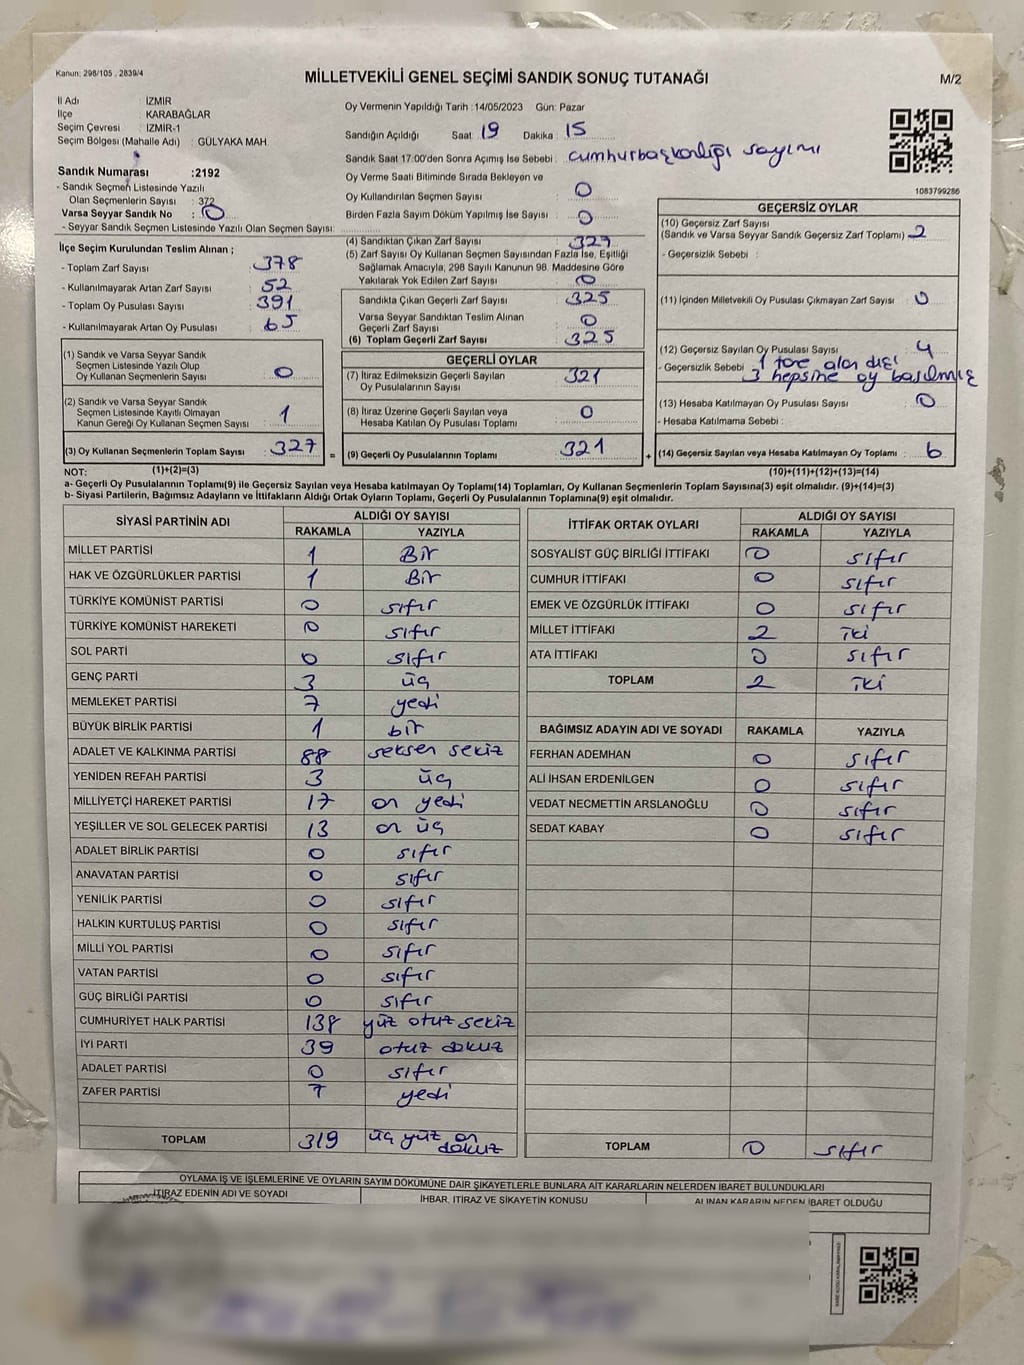 Kanun: 298/105 , 2839/4
MİLLETVEKİLİ GENEL SEÇİMİ SANDIK SONUÇ TUTANAĞI
M/2
İl Adı : İZMİR
İlçe : KARABAĞLAR
Seçim Çevresi : İZMİR-1
Seçim Bölgesi (Mahalle Adı) : GÜLYAKA MAH.
Sandık Numarası :2192
- Sandık Seçmen Listesinde Yazılı
Olan Seçmenlerin Sayısı : 372
Varsa Seyyar Sandık No : 0
- Seyyar Sandık Seçmen Listesinde Yazılı Olan Seçmen Sayısı:
Oy Vermenin Yapıldığı Tarih :14/05/2023 Gün: Pazar
Sandığın Açıldığı Saat : 19 Dakika : 15
Sandık Saat 17:00'den Sonra Açımış İse Sebebi : cumhurbaşkanlığı sayımı
Oy Verme Saati Bitiminde Sırada Bekleyen ve
Oy Kullandırılan Seçmen Sayısı : 0
Birden Fazla Sayım Döküm Yapılmış İse Sayısı : 0
1083799286
İlçe Seçim Kurulundan Teslim Alınan ;
- Toplam Zarf Sayısı : 378
- Kullanılmayarak Artan Zarf Sayısı : 52
- Toplam Oy Pusulası Sayısı : 391
- Kullanılmayarak Artan Oy Pusulası : 65
(1) Sandık ve Varsa Seyyar Sandık
Seçmen Listesinde Yazılı Olup
Oy Kullanan Seçmenlerin Sayısı : 0
(2) Sandık ve Varsa Seyyar Sandık
Seçmen Listesinde Kayıtlı Olmayan
Kanun Gereği Oy Kullanan Seçmen Sayısı : 1
(3) Oy Kullanan Seçmenlerin Toplam Sayısı : 327
(1)+(2)=(3)
(4) Sandıktan Çıkan Zarf Sayısı : 327
(5) Zarf Sayısı Oy Kullanan Seçmen Sayısından Fazla İse, Eşitliği
Sağlamak Amacıyla, 298 Sayılı Kanunun 98. Maddesine Göre
Yakılarak Yok Edilen Zarf Sayısı : 0
Sandıkta Çıkan Geçerli Zarf Sayısı : 325
Varsa Seyyar Sandıktan Teslim Alınan
Geçerli Zarf Sayısı : 0
(6) Toplam Geçerli Zarf Sayısı : 325
GEÇERLİ OYLAR
(7) İtiraz Edilmeksizin Geçerli Sayılan
Oy Pusulalarının Sayısı : 321
(8) İtiraz Üzerine Geçerli Sayılan veya
Hesaba Katılan Oy Pusulası Toplamı : 0
= (9) Geçerli Oy Pusulalarının Toplamı : 321 +
GEÇERSİZ OYLAR
(10) Geçersiz Zarf Sayısı
(Sandık ve Varsa Seyyar Sandık Geçersiz Zarf Toplamı) : 2
- Geçersizlik Sebebi :
(11) İçinden Milletvekili Oy Pusulası Çıkmayan Zarf Sayısı : 0
(12) Geçersiz Sayılan Oy Pusulası Sayısı : 4
- Geçersizlik Sebebi : 1 tane alan dışı
3 hepsine oy basılmış
(13) Hesaba Katılmayan Oy Pusulası Sayısı : 0
- Hesaba Katılmama Sebebi :
(14) Geçersiz Sayılan veya Hesaba Katılmayan Oy Toplamı : 6
(10)+(11)+(12)+(13)=(14)
NOT:
a- Geçerli Oy Pusulalarının Toplamı(9) ile Geçersiz Sayılan veya Hesaba katılmayan Oy Toplamı(14) Toplamları, Oy Kullanan Seçmenlerin Toplam Sayısına(3) eşit olmalıdır. (9)+(14)=(3)
b- Siyasi Partilerin, Bağımsız Adayların ve İttifakların Aldığı Ortak Oyların Toplamı, Geçerli Oy Pusulalarının Toplamına(9) eşit olmalıdır.
SİYASİ PARTİNİN ADI ALDIĞI OY SAYISI
RAKAMLA YAZIYLA
MİLLET PARTİSİ 1 Bir
HAK VE ÖZGÜRLÜKLER PARTİSİ 1 Bir
TÜRKİYE KOMÜNİST PARTİSİ 0 sıfır
TÜRKİYE KOMÜNİST HAREKETİ 0 sıfır
SOL PARTİ 0 sıfır
GENÇ PARTİ 3 üç
MEMLEKET PARTİSİ 7 yedi
BÜYÜK BİRLİK PARTİSİ 1 bir
ADALET VE KALKINMA PARTİSİ 88 seksen sekiz
YENİDEN REFAH PARTİSİ 3 üç
MİLLİYETÇİ HAREKET PARTİSİ 17 on yedi
YEŞİLLER VE SOL GELECEK PARTİSİ 13 on üç
ADALET BİRLİK PARTİSİ 0 sıfır
ANAVATAN PARTİSİ 0 sıfır
YENİLİK PARTİSİ 0 sıfır
HALKIN KURTULUŞ PARTİSİ 0 sıfır
MİLLİ YOL PARTİSİ 0 sıfır
VATAN PARTİSİ 0 sıfır
GÜÇ BİRLİĞİ PARTİSİ 0 sıfır
CUMHURİYET HALK PARTİSİ 138 yüz otuz sekiz
İYİ PARTİ 39 otuz dokuz
ADALET PARTİSİ 0 sıfır
ZAFER PARTİSİ 7 yedi
TOPLAM 319 üç yüz on
dokuz
İTTİFAK ORTAK OYLARI ALDIĞI OY SAYISI
RAKAMLA YAZIYLA
SOSYALİST GÜÇ BİRLİĞİ İTTİFAKI 0 sıfır
CUMHUR İTTİFAKI 0 sıfır
EMEK VE ÖZGÜRLÜK İTTİFAKI 0 sıfır
MİLLET İTTİFAKI 2 iki
ATA İTTİFAKI 0 sıfır
TOPLAM 2 iki
BAĞIMSIZ ADAYIN ADI VE SOYADI RAKAMLA YAZIYLA
FERHAN ADEMHAN 0 sıfır
ALİ İHSAN ERDENİLGEN 0 sıfır
VEDAT NECMETTİN ARSLANOĞLU 0 sıfır
SEDAT KABAY 0 sıfır
TOPLAM 0 sıfır
OYLAMA İŞ VE İŞLEMLERİNE VE OYLARIN SAYIM DÖKÜMÜNE DAİR ŞİKAYETLERLE BUNLARA AİT KARARLARIN NELERDEN İBARET BULUNDUKLARI
İTİRAZ EDENİN ADI VE SOYADI İHBAR, İTİRAZ VE ŞİKAYETİN KONUSU ALINAN KARARIN NEDEN İBARET OLDUĞU